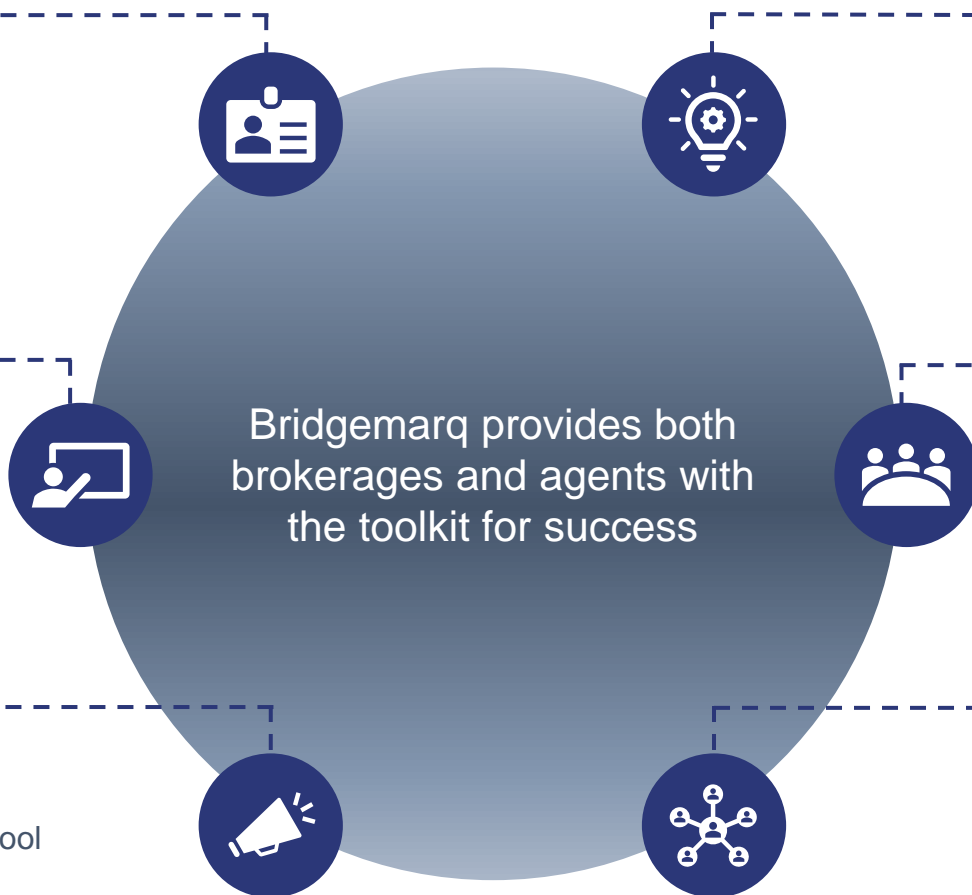 Bridgemarq provides both
brokerages and agents with
the toolkit for success
ool